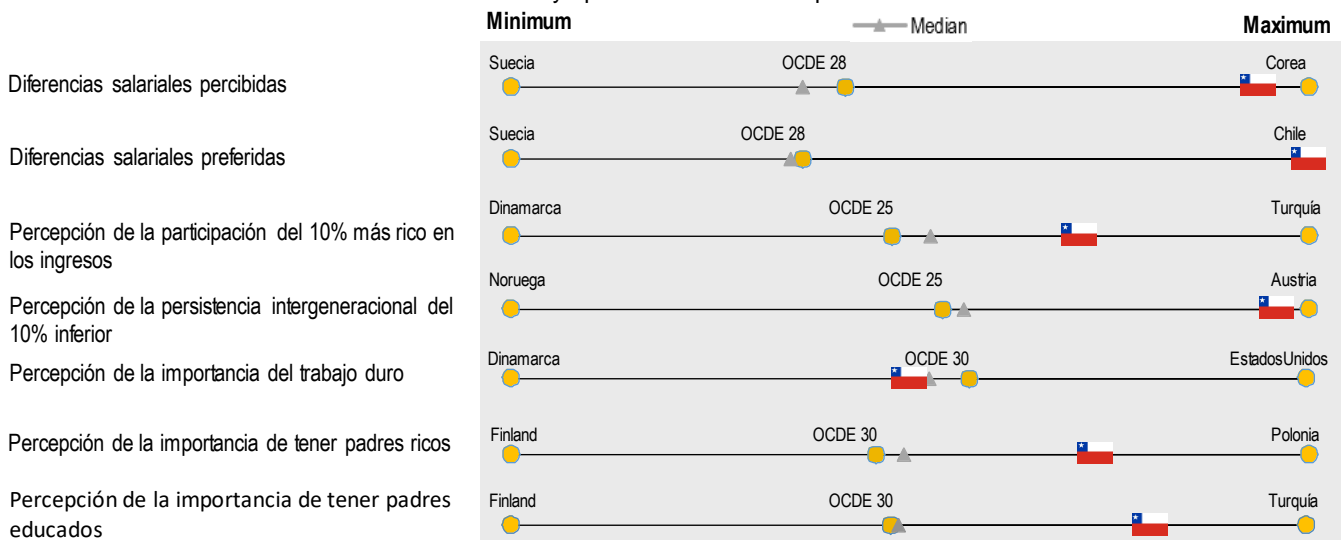 Minimum
Median
Maximum
Diferencias salariales percibidas
Suecia
OCDE 28
Corea
Diferencias salariales preferidas
Suecia
OCDE 28
Chile
Percepción de la participación del 10% más rico en
los ingresos
Dinamarca
OCDE 25
Turquía
Percepción de la persistencia intergeneracional del
10% inferior
Noruega
OCDE 25
Austria
Percepción de la importancia del trabajo duro
Dinamarca
OCDE 30
EstadosUnidos
Percepción de la importancia de tener padres ricos
Finland
OCDE 30
Polonia
Percepción de la importancia de tener padres
educados
Finland
OCDE 30
Turquía